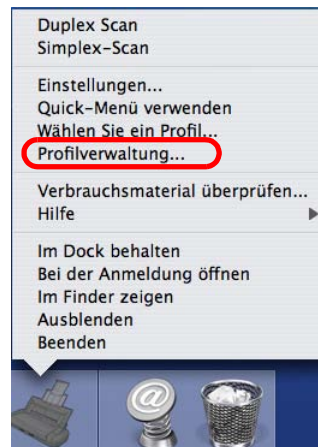 Duplex Scan
Simplex-Scan
Einstellungen...
Quick-Menü verwenden
Wählen Sie ein Profil...
Profilverwaltung...
Verbrauchsmaterial überprüfen...
Hilfe
Im Dock behalten
Bei der Anmeldung öffnen
Im Finder zeigen
Ausblenden
Beenden
@